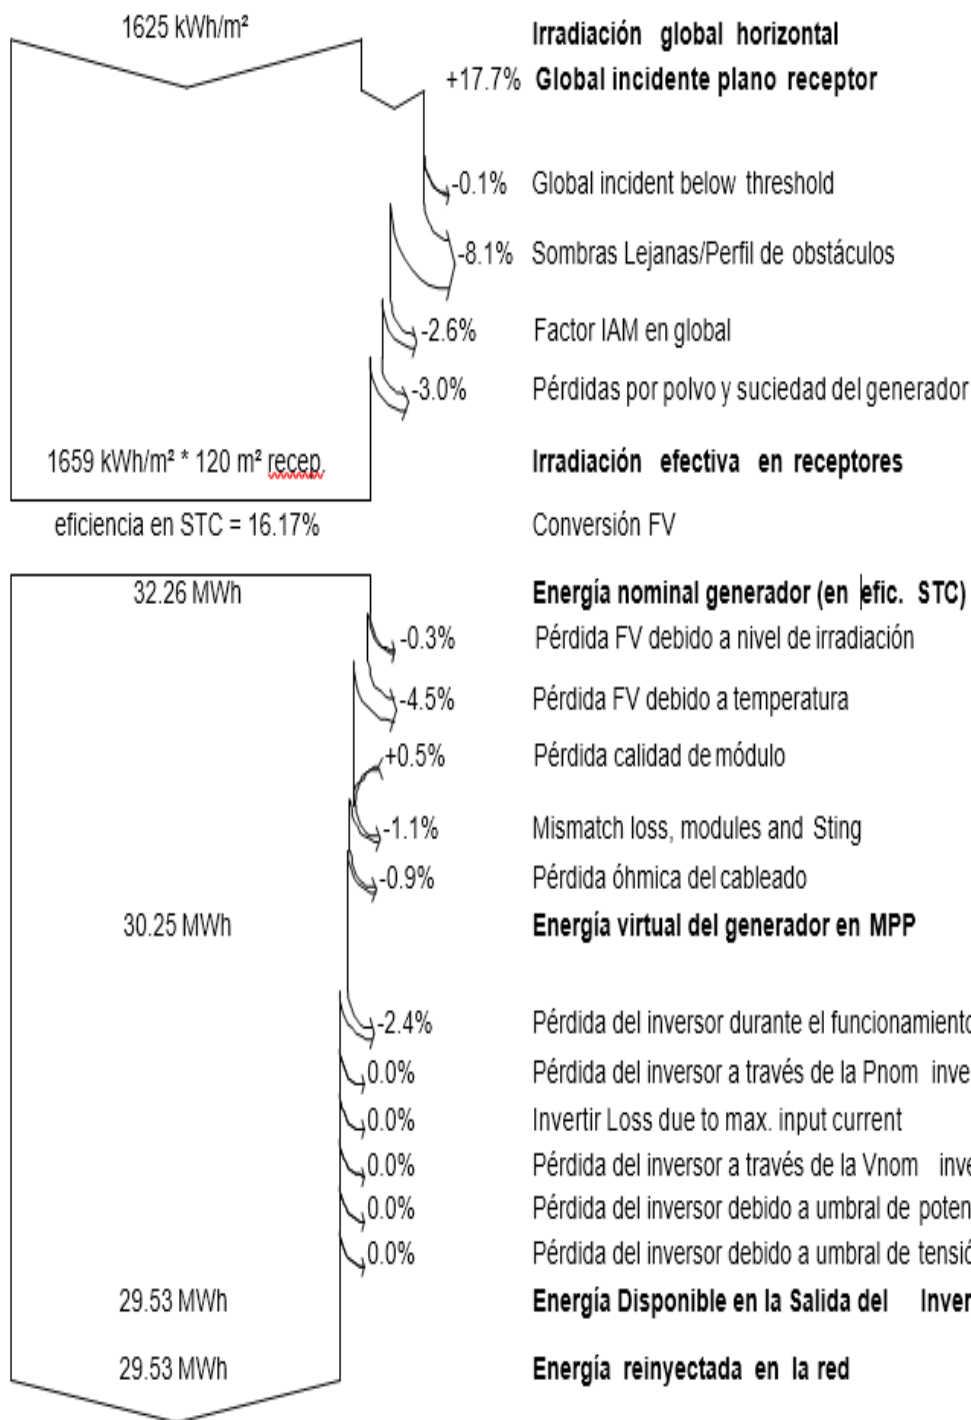 1625 kWh/m² Irradiación global horizontal
+17.7% Global incidente plano receptor
-0.1% Global incident below threshold
-8.1% Sombras Lejanas/Perfil de obstáculos
-2.6% Factor IAM en global
-3.0% Pérdidas por polvo y suciedad del generador
1659 kWh/m² * 120 m² recep. Irradiación efectiva en receptores
eficiencia en STC = 16.17% Conversión FV
32.26 MWh Energía nominal generador (en efic. STC)
-0.3% Pérdida FV debido a nivel de irradiación
-4.5% Pérdida FV debido a temperatura
+0.5% Pérdida calidad de módulo
-1.1% Mismatch loss, modules and Sting
-0.9% Pérdida óhmica del cableado
30.25 MWh Energía virtual del generador en MPP
-2.4% Pérdida del inversor durante el funcionamiento
0.0% Pérdida del inversor a través de la Pnom inve
0.0% Invertir Loss due to max. input current
0.0% Pérdida del inversor a través de la Vnom inve
0.0% Pérdida del inversor debido a umbral de poten
0.0% Pérdida del inversor debido a umbral de tensió
29.53 MWh Energía Disponible en la Salida del Inver
29.53 MWh Energía reinyectada en la red